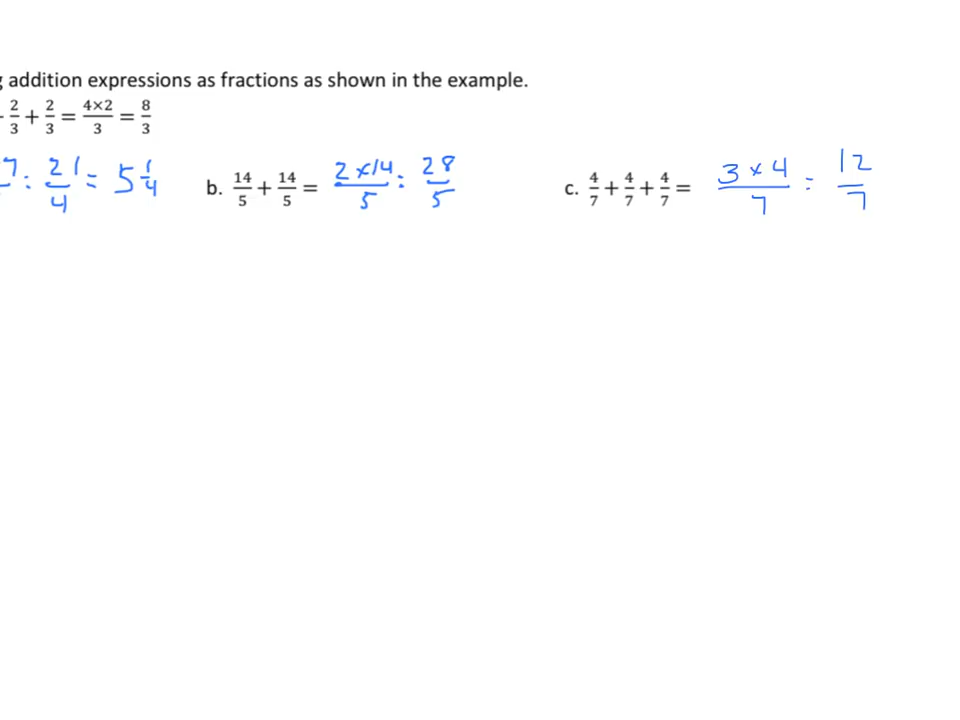 addition expressions as fractions as shown in the example.
2/3 + 2/3 = 4×2/3 = 8/3
7 = 21/4 = 5 1/4 b. 14/5 + 14/5 = 2 x 14/5 = 28/5 c. 4/7 + 4/7 + 4/7 = 3 x 4/7 = 12/7